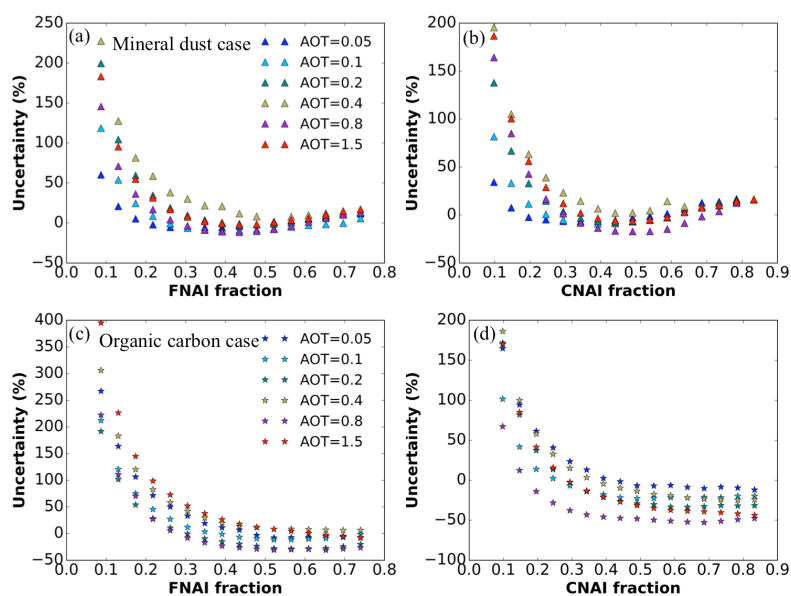 (a) Mineral dust case
AOT=0.05
AOT=0.1
AOT=0.2
AOT=0.4
AOT=0.8
AOT=1.5
250
200
150
100
50
0
−50
Uncertainty (%)
0.0 0.1 0.2 0.3 0.4 0.5 0.6 0.7 0.8
FNAI fraction
(b)
200
150
100
50
0
−50
Uncertainty (%)
0.0 0.1 0.2 0.3 0.4 0.5 0.6 0.7 0.8 0.9
CNAI fraction
(c) Organic carbon case
AOT=0.05
AOT=0.1
AOT=0.2
AOT=0.4
AOT=0.8
AOT=1.5
400
350
300
250
200
150
100
50
0
−50
Uncertainty (%)
0.0 0.1 0.2 0.3 0.4 0.5 0.6 0.7 0.8
FNAI fraction
(d)
200
150
100
50
0
−50
−100
Uncertainty (%)
0.0 0.1 0.2 0.3 0.4 0.5 0.6 0.7 0.8 0.9
CNAI fraction